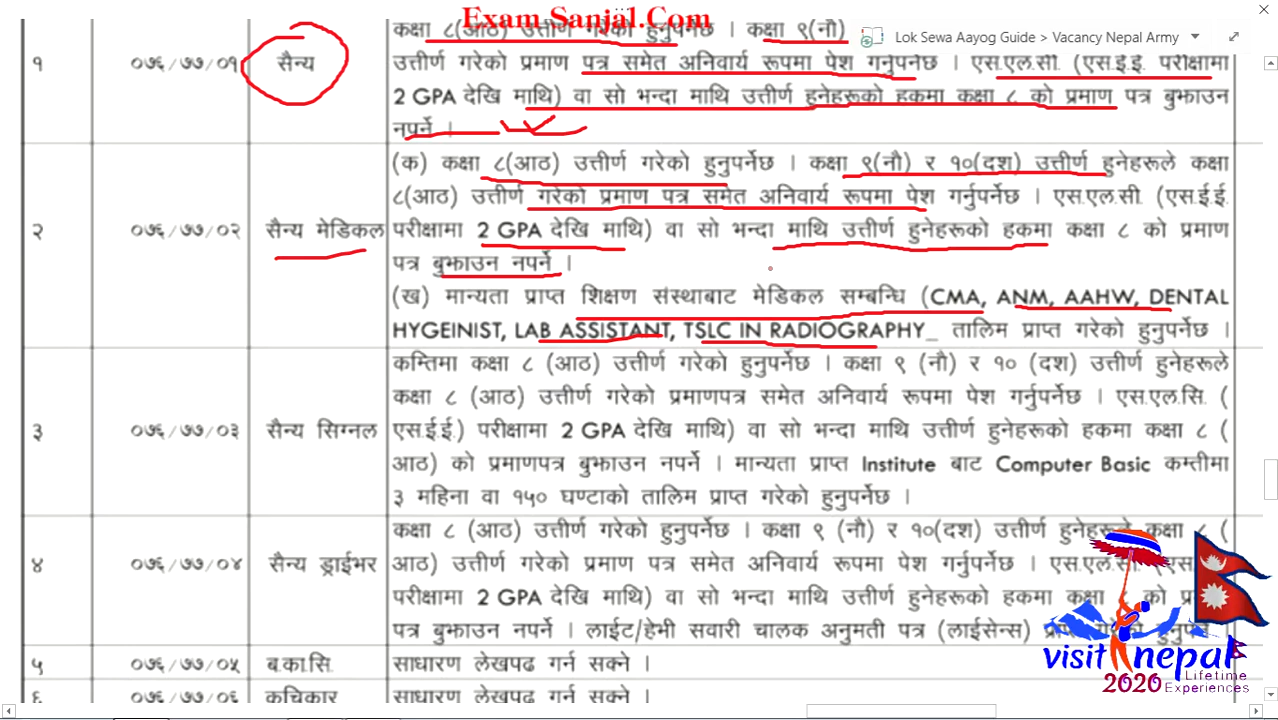 Exam Sanjal.Com
Lok Sewa Aayog Guide > Vacancy Nepal Army
कक्षा ८(आठ) उत्तीर्ण गरेको हुनुपर्नेछ । कक्षा ९(नौ)
१ ०७६/७७/०१ सैन्य उत्तीर्ण गरेको प्रमाण पत्र समेत अनिवार्य रूपमा पेश गर्नुपर्नेछ । एस.एल.सी. (एस.इ.इ. परीक्षामा
2 GPA देखि माथि) वा सो भन्दा माथि उत्तीर्ण हुनेहरूको हकमा कक्षा ८ को प्रमाण पत्र बुझाउन
नपर्ने ।
(क) कक्षा ८(आठ) उत्तीर्ण गरेको हुनुपर्नेछ । कक्षा ९(नौ) र १०(दश) उत्तीर्ण हुनेहरूले कक्षा
८(आठ) उत्तीर्ण गरेको प्रमाण पत्र समेत अनिवार्य रूपमा पेश गर्नुपर्नेछ । एस.एल.सी. (एस.ई.ई.
२ ०७६/७७/०२ सैन्य मेडिकल परीक्षामा 2 GPA देखि माथि) वा सो भन्दा माथि उत्तीर्ण हुनेहरूको हकमा कक्षा ८ को प्रमाण
पत्र बुझाउन नपर्ने ।
(ख) मान्यता प्राप्त शिक्षण संस्थाबाट मेडिकल सम्बन्धि (CMA, ANM, AAHW, DENTAL
HYGEINIST, LAB ASSISTANT, TSLC IN RADIOGRAPHY_ तालिम प्राप्त गरेको हुनुपर्नेछ ।
कम्तिमा कक्षा ८ (आठ) उत्तीर्ण गरेको हुनुपर्नेछ । कक्षा ९ (नौ) र १० (दश) उत्तीर्ण हुनेहरूले
कक्षा ८ (आठ) उत्तीर्ण गरेको प्रमाणपत्र समेत अनिवार्य रूपमा पेश गर्नुपर्नेछ । एस.एल.सि. (
३ ०७६/७७/०३ सैन्य सिग्नल एस.ई.ई.) परीक्षामा 2 GPA देखि माथि) वा सो भन्दा माथि उत्तीर्ण हुनेहरूको हकमा कक्षा ८ (
आठ) को प्रमाणपत्र बुझाउन नपर्ने । मान्यता प्राप्त Institute बाट Computer Basic कम्तीमा
३ महिना वा १५० घण्टाको तालिम प्राप्त गरेको हुनुपर्नेछ ।
कक्षा ८ (आठ) उत्तीर्ण गरेको हुनुपर्नेछ । कक्षा ९ (नौ) र १०(दश) उत्तीर्ण हुनेहरूले कक्षा ८ (
४ ०७६/७७/०४ सैन्य ड्राईभर आठ) उत्तीर्ण गरेको प्रमाण पत्र समेत अनिवार्य रूपमा पेश गर्नुपर्नेछ ।
परीक्षामा 2 GPA देखि माथि) वा सो भन्दा माथि उत्तीर्ण हुनेहरूको हकमा कक्षा को
पत्र बुझाउन नपर्ने । लाईट/हेभी सवारी चालक अनुमती पत्र (लाईसेन्स)
५ ०७६/७७/०५ ब.का.सि. साधारण लेखपढ गर्न सक्ने ।
६ ०७६/७७/०६ कचिकार साधारण लेखपढ गर्न सक्ने ।
visit nepal
2020 Lifetime
Experiences